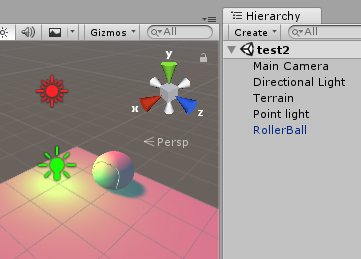 Gizmos All
y
x
z
Persp
Hierarchy
Create All
test2
Main Camera
Directional Light
Terrain
Point light
RollerBall